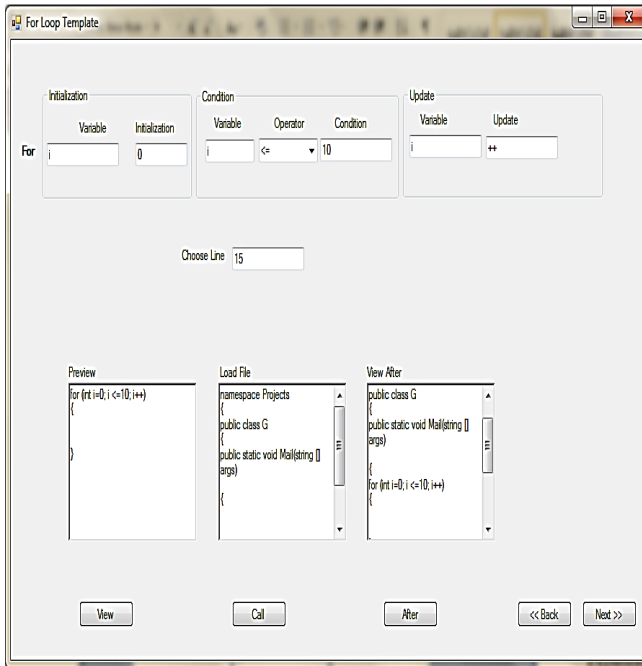 For Loop Template
Initialization
Condition
Update
Variable Initialization
Variable Operator Condition
Variable Update
For
i 0
i <= 10
i ++
Choose Line 15
Preview
for (int i=0; i <=10; i++)
{
}
Load File
namespace Projects
{
public class G
{
public static void Mail(string []
args)
{
View After
public class G
{
public static void Mail(string []
args)
{
for (int i=0; i <=10; i++)
{
View Call After << Back Next >>